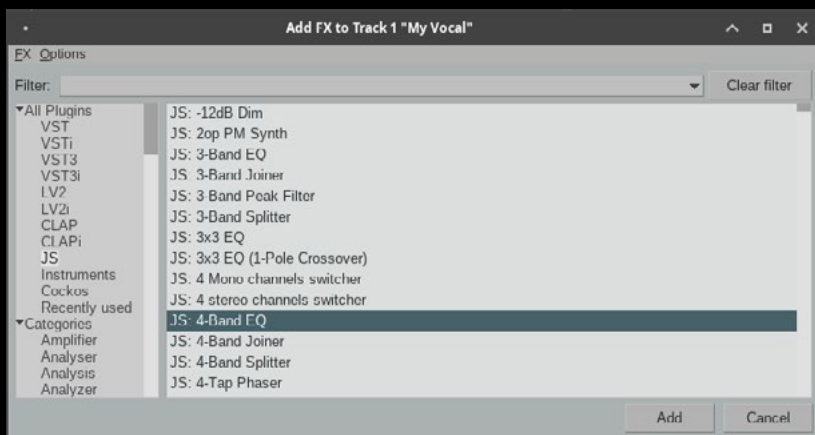 Add FX to Track 1 "My Vocal"
FX Options
Filter:
Clear filter
▾All Plugins
VST
VSTi
VST3
VST3i
LV2
LV2i
CLAP
CLAPi
JS
Instruments
Cockos
Recently used
▾Categories
Amplifier
Analyser
Analysis
Analyzer
JS: -12dB Dim
JS: 2op PM Synth
JS: 3-Band EQ
JS: 3-Band Joiner
JS: 3-Band Peak Filter
JS: 3-Band Splitter
JS: 3x3 EQ
JS: 3x3 EQ (1-Pole Crossover)
JS: 4 Mono channels switcher
JS: 4 stereo channels switcher
JS: 4-Band EQ
JS: 4-Band Joiner
JS: 4-Band Splitter
JS: 4-Tap Phaser
Add
Cancel